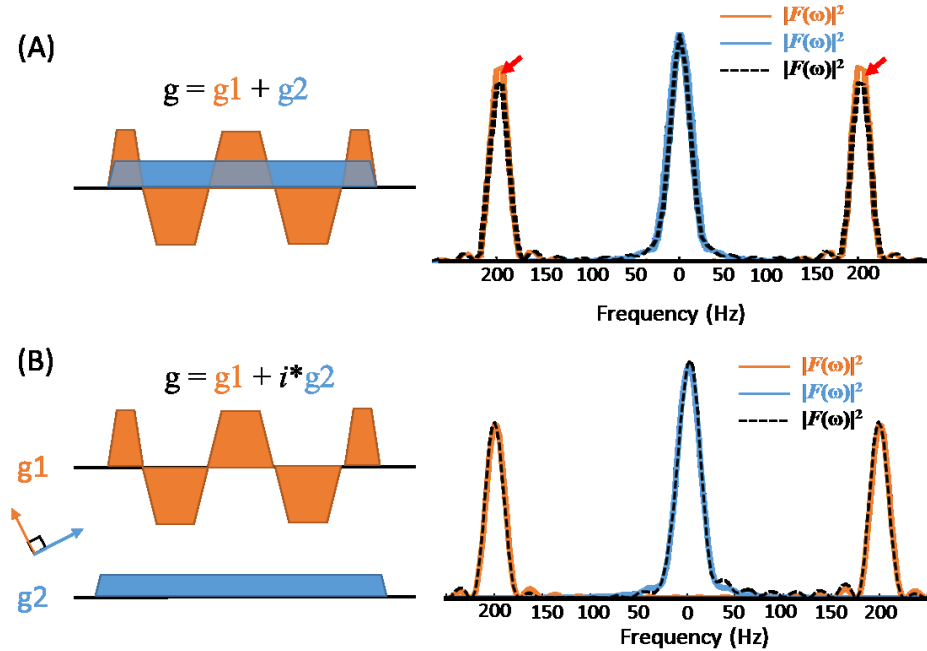 (A)
g = g1 + g2
|F(ω)|²
|F(ω)|²
|F(ω)|²
200 150 100 50 0 50 100 150 200
Frequency (Hz)
(B)
g = g1 + i*g2
g1
g2
|F(ω)|²
|F(ω)|²
|F(ω)|²
200 150 100 50 0 50 100 150 200
Frequency (Hz)